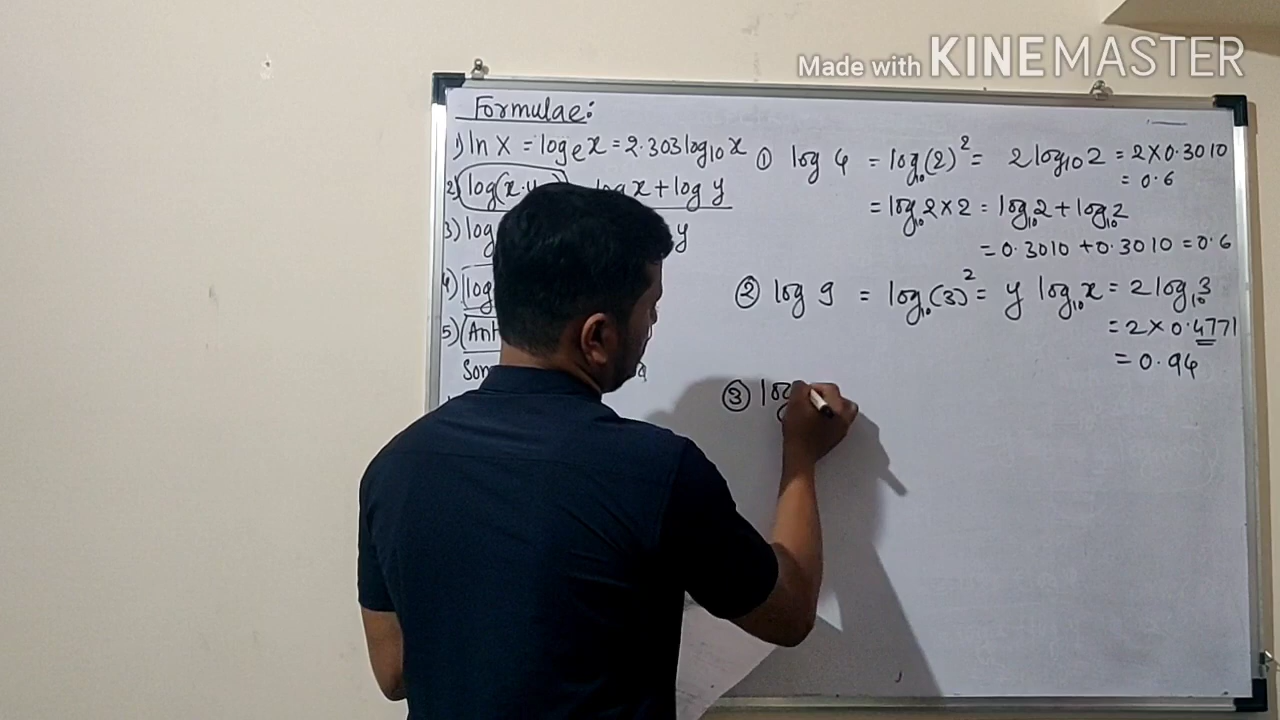 Made with KINEMASTER
Formulae:
1) ln X = log e x = 2.303 log10 x
2) log(x.y log x + log y
3) log y
4) log
5) (Ant
① log 4 = log10(2)² = 2 log10 2 = 2 × 0.3010
= 0.6
= log10 2 × 2 = log10 2 + log10 2
= 0.3010 + 0.3010 = 0.6
② log 9 = log10(3)² = y log10 x = 2 log10 3
= 2 × 0.4771
= 0.94
③ log